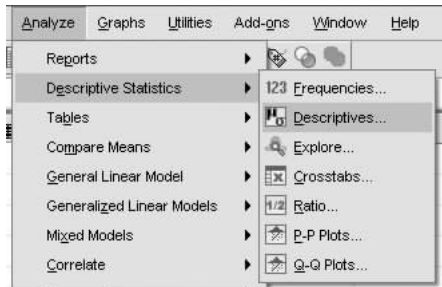 Analyze Graphs Utilities Add-ons Window Help
Reports
Descriptive Statistics
Tables
Compare Means
General Linear Model
Generalized Linear Models
Mixed Models
Correlate
123 Frequencies...
Descriptives...
Explore...
Crosstabs...
1/2 Ratio...
P-P Plots...
Q-Q Plots...